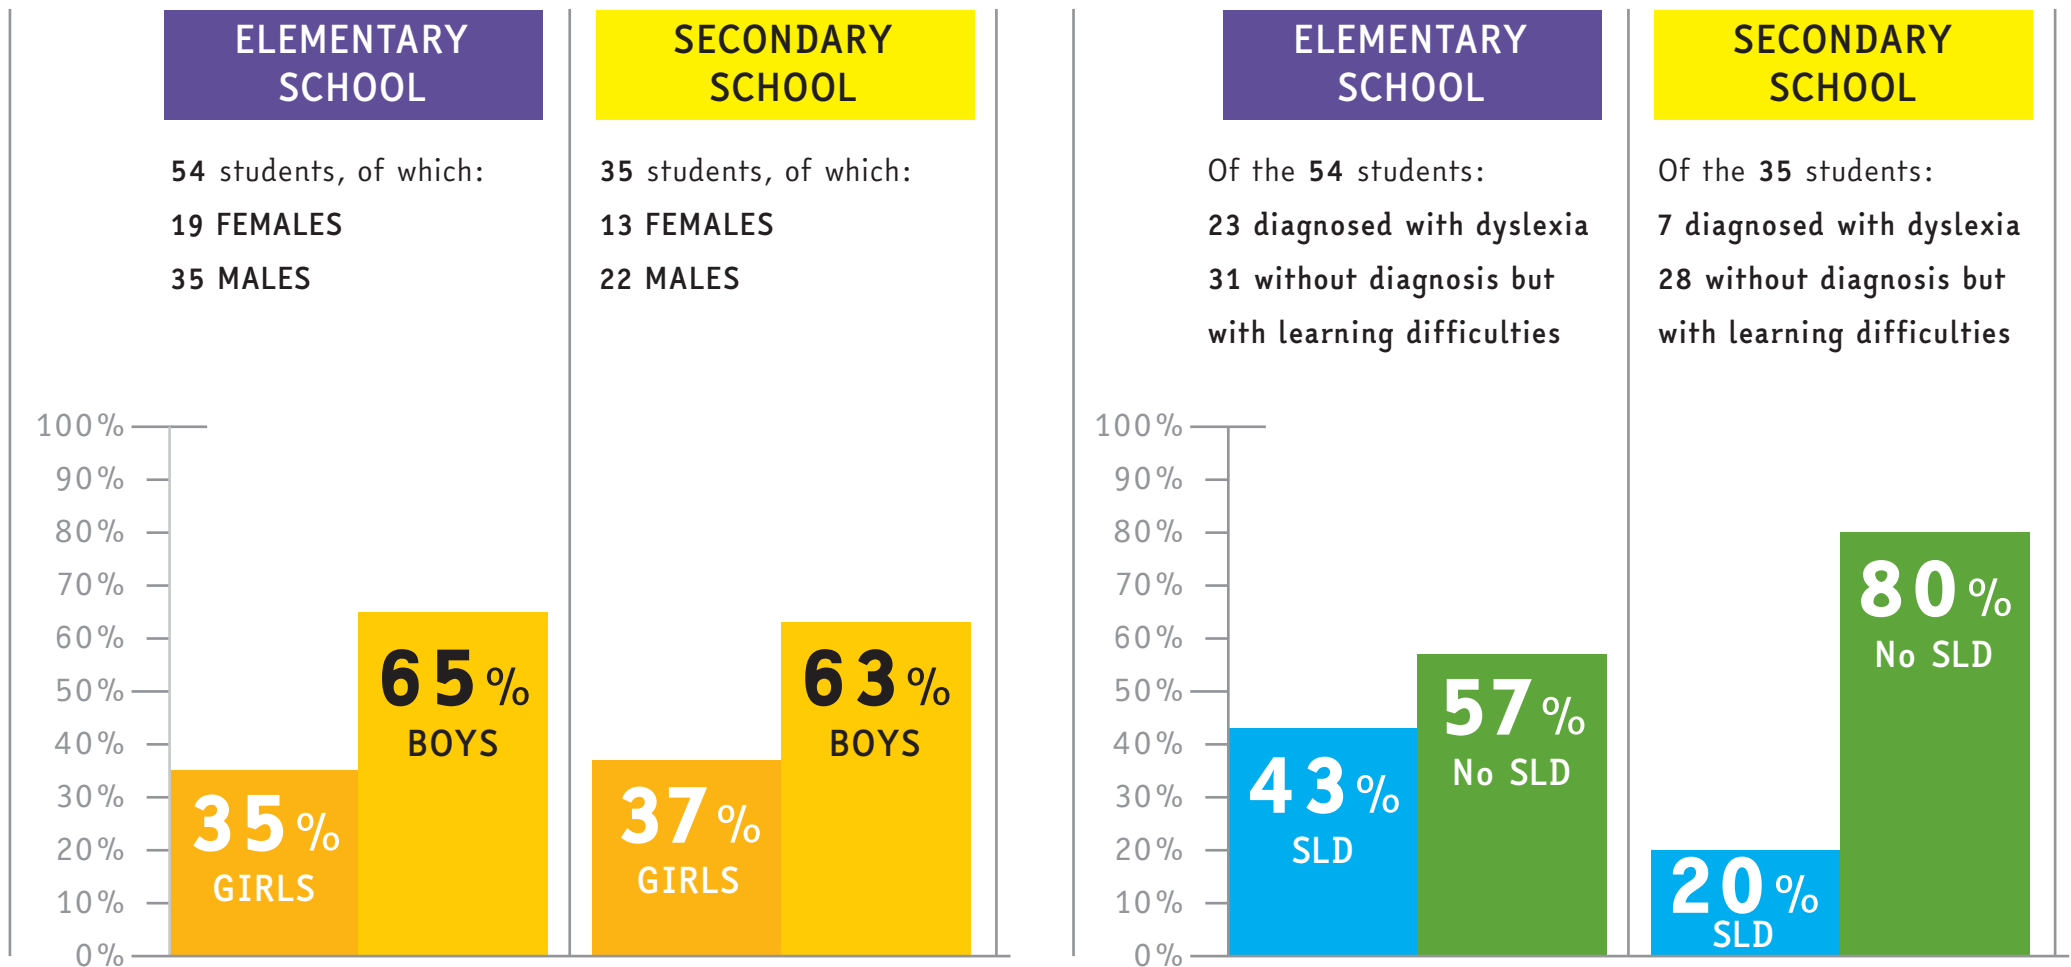 ELEMENTARY
SCHOOL
54 students, of which:
19 FEMALES
35 MALES
SECONDARY
SCHOOL
35 students, of which:
13 FEMALES
22 MALES
100%
90%
80%
70%
60%
50%
40%
30%
20%
10%
0%
35%
GIRLS
65%
BOYS
37%
GIRLS
63%
BOYS
ELEMENTARY
SCHOOL
Of the 54 students:
23 diagnosed with dyslexia
31 without diagnosis but
with learning difficulties
SECONDARY
SCHOOL
Of the 35 students:
7 diagnosed with dyslexia
28 without diagnosis but
with learning difficulties
100%
90%
80%
70%
60%
50%
40%
30%
20%
10%
0%
43%
SLD
57%
No SLD
20%
SLD
80%
No SLD